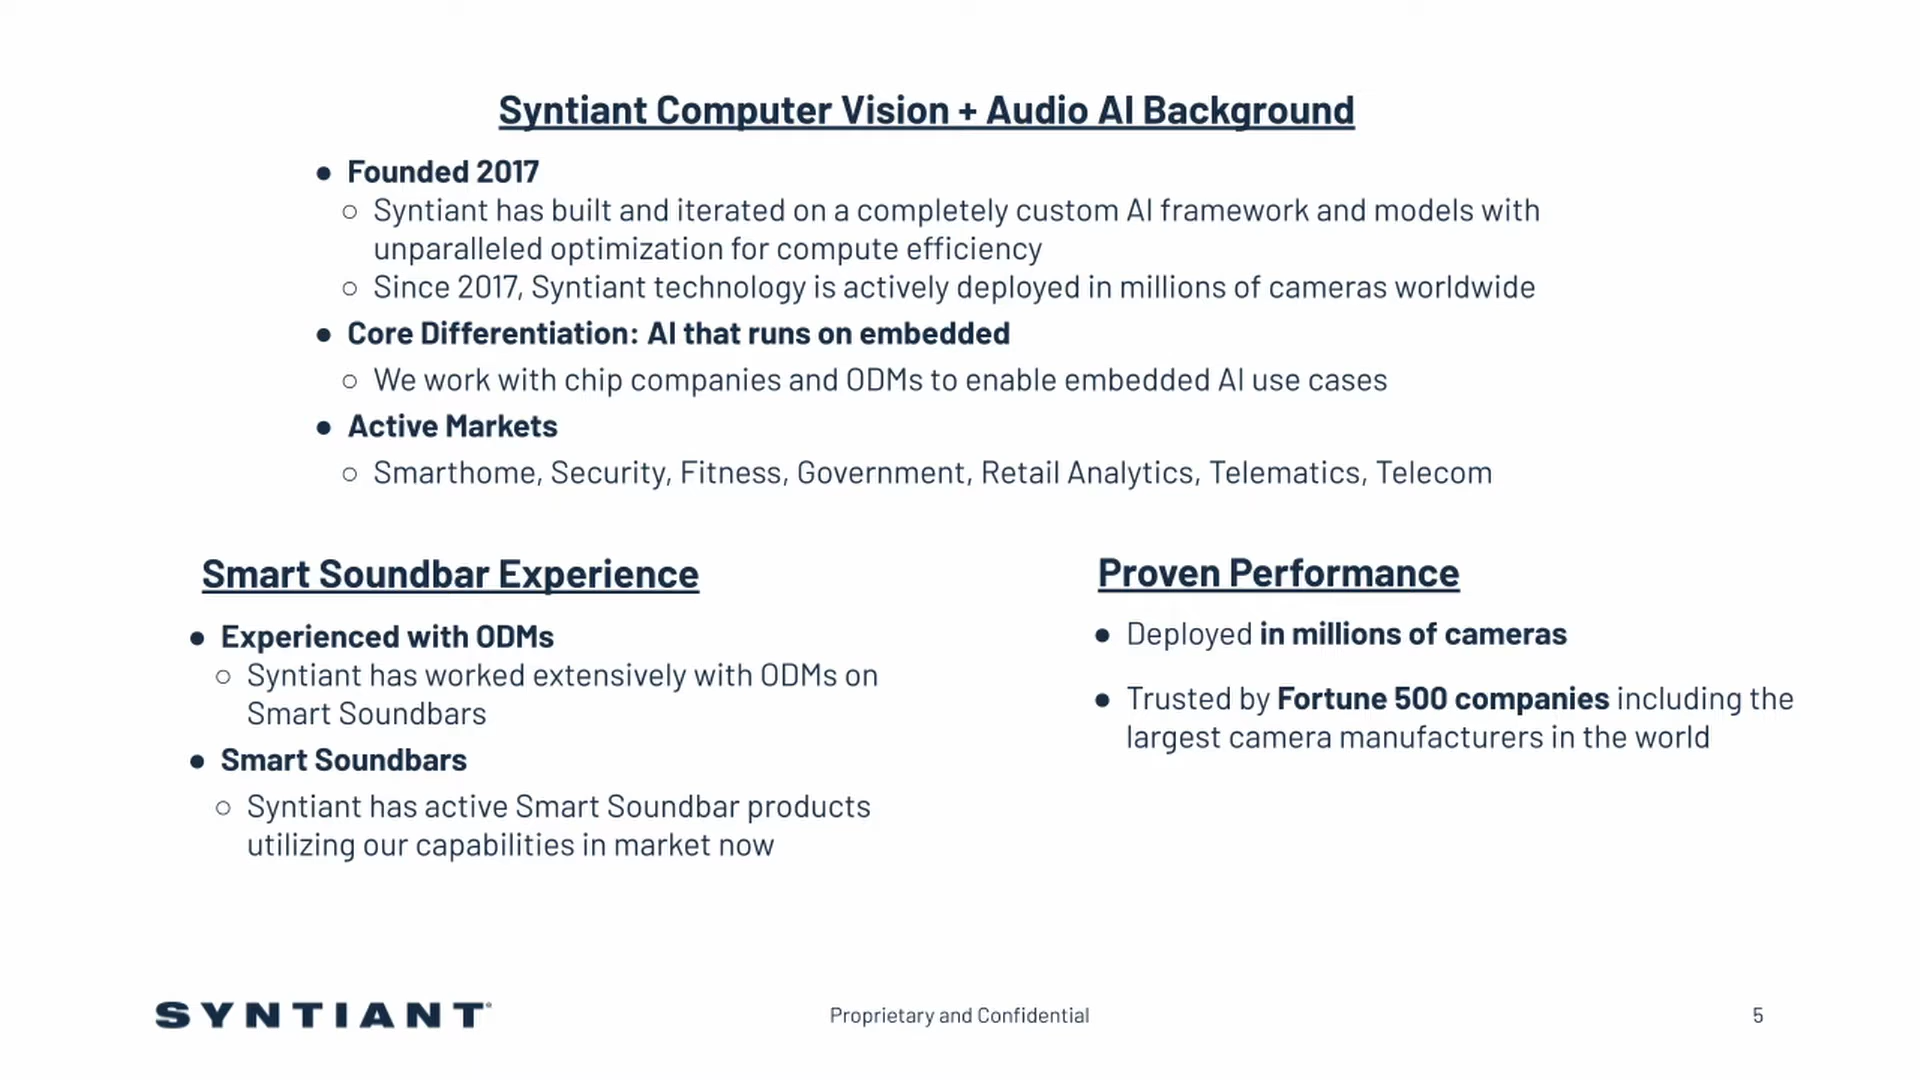 Syntiant Computer Vision + Audio AI Background
● Founded 2017
○ Syntiant has built and iterated on a completely custom AI framework and models with
unparalleled optimization for compute efficiency
○ Since 2017, Syntiant technology is actively deployed in millions of cameras worldwide
● Core Differentiation: AI that runs on embedded
○ We work with chip companies and ODMs to enable embedded AI use cases
● Active Markets
○ Smarthome, Security, Fitness, Government, Retail Analytics, Telematics, Telecom
Smart Soundbar Experience
● Experienced with ODMs
○ Syntiant has worked extensively with ODMs on
Smart Soundbars
● Smart Soundbars
○ Syntiant has active Smart Soundbar products
utilizing our capabilities in market now
Proven Performance
● Deployed in millions of cameras
● Trusted by Fortune 500 companies including the
largest camera manufacturers in the world
SYNTIANT
Proprietary and Confidential
5